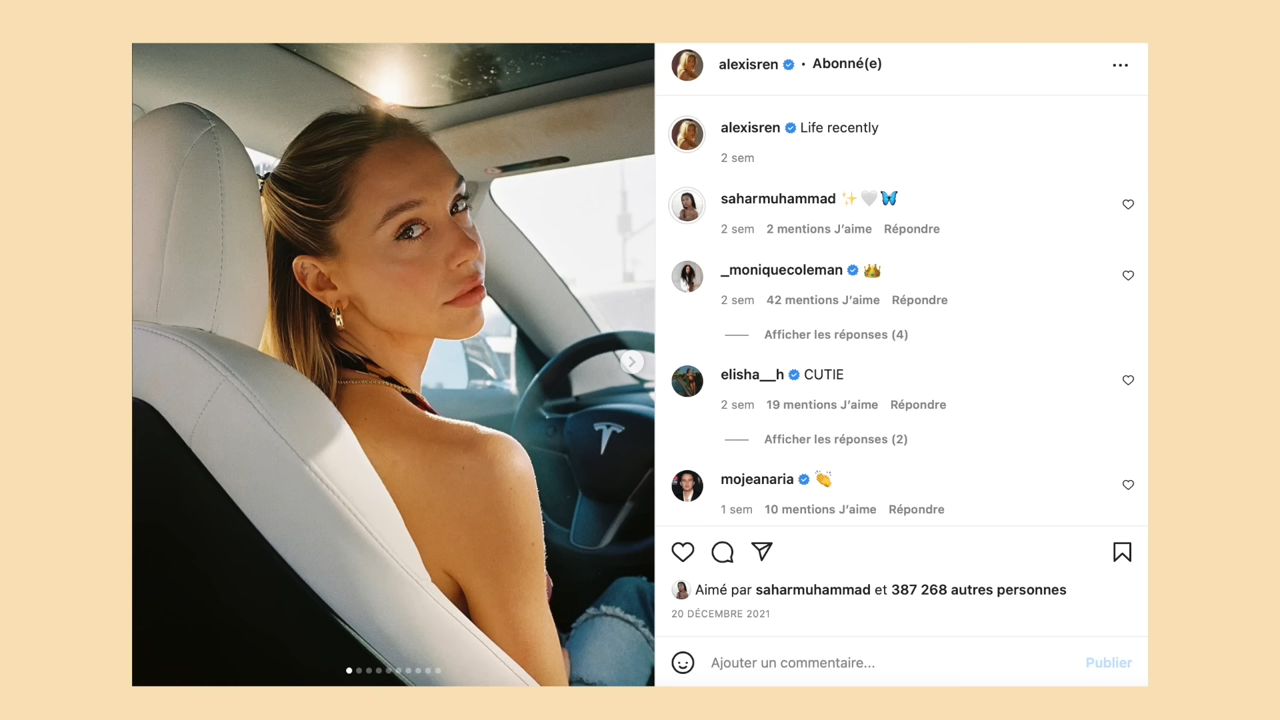 alexisren • Abonné(e)
alexisren Life recently
2 sem
saharmuhammad ✨🤍🦋
2 sem 2 mentions J’aime Répondre
_moniquecoleman 👑
2 sem 42 mentions J’aime Répondre
Afficher les réponses (4)
elisha__h CUTIE
2 sem 19 mentions J’aime Répondre
Afficher les réponses (2)
mojeanaria 👏
1 sem 10 mentions J’aime Répondre
Aimé par saharmuhammad et 387 268 autres personnes
20 DÉCEMBRE 2021
Ajouter un commentaire... Publier